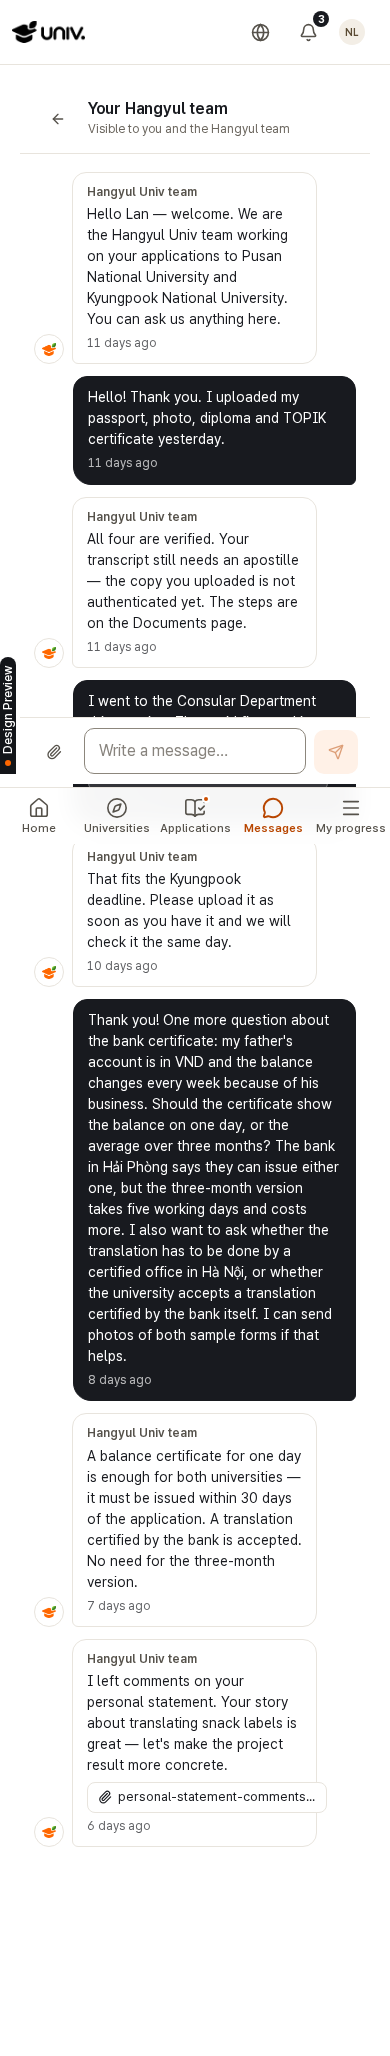 UNIV.
3
NL
Your Hangyul team
Visible to you and the Hangyul team
Hangyul Univ team
Hello Lan — welcome. We are
the Hangyul Univ team working
on your applications to Pusan
National University and
Kyungpook National University.
You can ask us anything here.
11 days ago
Hello! Thank you. I uploaded my
passport, photo, diploma and TOPIK
certificate yesterday.
11 days ago
Hangyul Univ team
All four are verified. Your
transcript still needs an apostille
— the copy you uploaded is not
authenticated yet. The steps are
on the Documents page.
11 days ago
I went to the Consular Department
Design Preview
Write a message...
Home
Universities
Applications
Messages
My progress
Hangyul Univ team
That fits the Kyungpook
deadline. Please upload it as
soon as you have it and we will
check it the same day.
10 days ago
Thank you! One more question about
the bank certificate: my father's
account is in VND and the balance
changes every week because of his
business. Should the certificate show
the balance on one day, or the
average over three months? The bank
in Hải Phòng says they can issue either
one, but the three-month version
takes five working days and costs
more. I also want to ask whether the
translation has to be done by a
certified office in Hà Nội, or whether
the university accepts a translation
certified by the bank itself. I can send
photos of both sample forms if that
helps.
8 days ago
Hangyul Univ team
A balance certificate for one day
is enough for both universities —
it must be issued within 30 days
of the application. A translation
certified by the bank is accepted.
No need for the three-month
version.
7 days ago
Hangyul Univ team
I left comments on your
personal statement. Your story
about translating snack labels is
great — let's make the project
result more concrete.
personal-statement-comments...
6 days ago